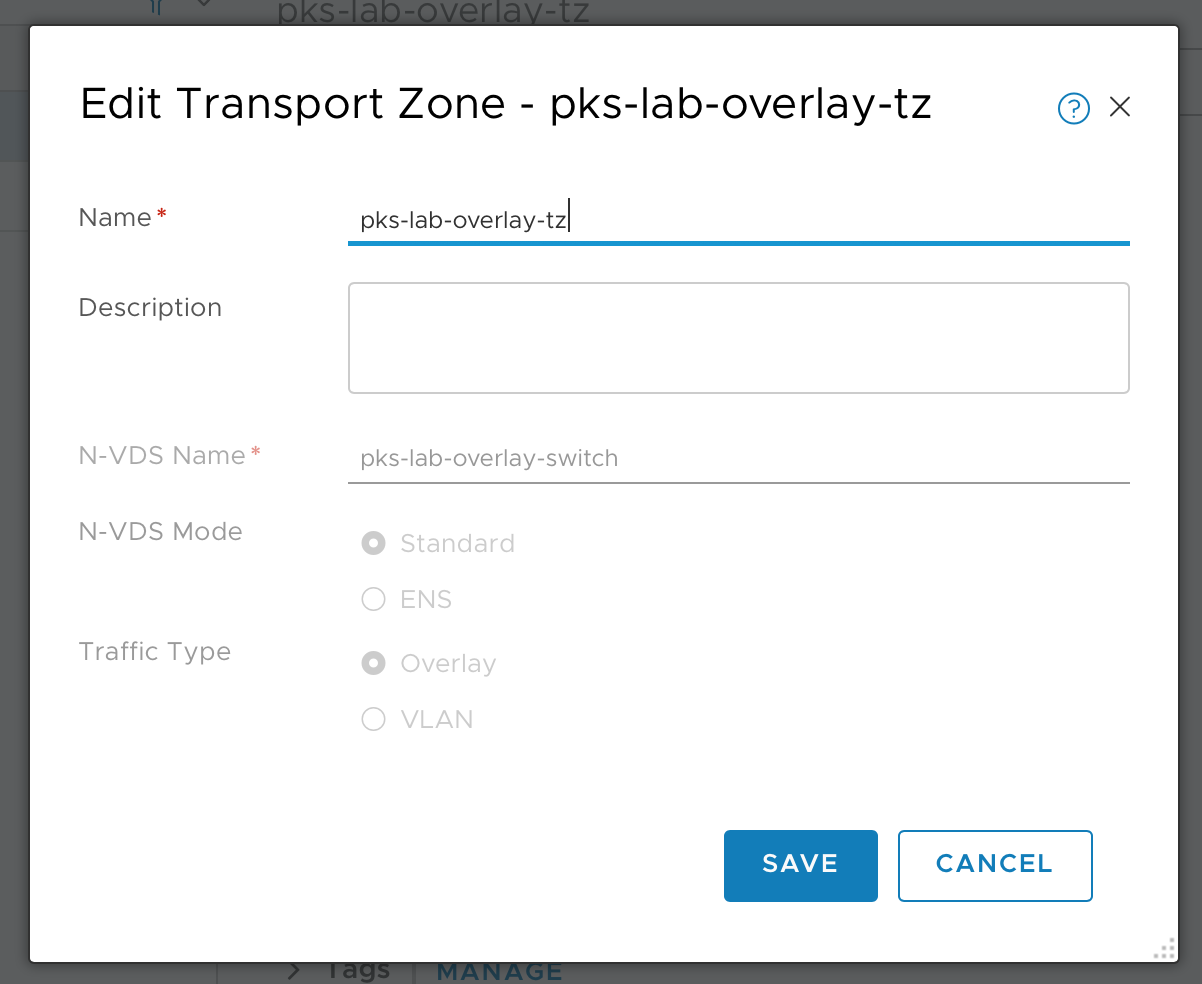 pks-lab-overlay-tz
Edit Transport Zone - pks-lab-overlay-tz ?
Name* pks-lab-overlay-tz
Description
N-VDS Name* pks-lab-overlay-switch
N-VDS Mode
Standard
ENS
Traffic Type
Overlay
VLAN
SAVE CANCEL
Tags MANAGE